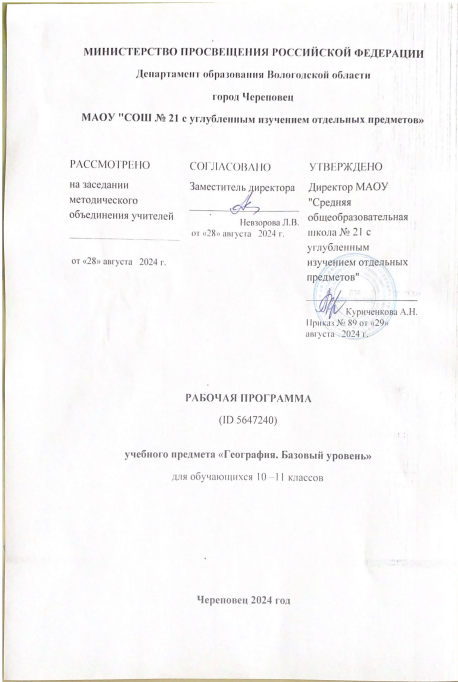 МИНИСТЕРСТВО ПРОСВЕЩЕНИЯ РОССИЙСКОЙ ФЕДЕРАЦИИ
Департамент образования Вологодской области
город Череповец
МАОУ "СОШ № 21 с углубленным изучением отдельных предметов»
РАССМОТРЕНО
на заседании
методического
объединения учителей
от «28» августа 2024 г.
СОГЛАСОВАНО
Заместитель директора
Невзорова Л.В.
от «28» августа 2024 г.
УТВЕРЖДЕНО
Директор МАОУ
"Средняя
общеобразовательная
школа № 21 с
углубленным
изучением отдельных
предметов"
Куриченкова А.Н.
Приказ № 89 от «29»
августа 2024 г.
РАБОЧАЯ ПРОГРАММА
(ID 5647240)
учебного предмета «География. Базовый уровень»
для обучающихся 10 –11 классов
Череповец 2024 год